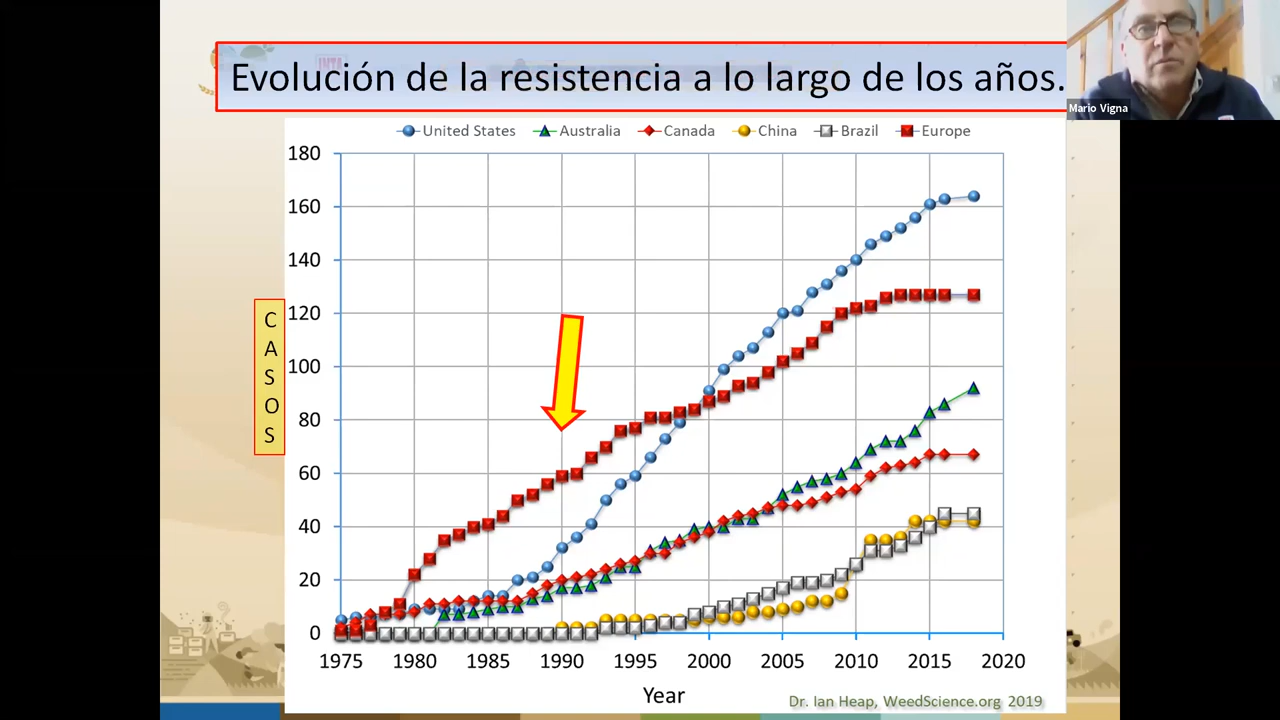 Evolución de la resistencia a lo largo de los años.
Mario Vigna
United States Australia Canada China Brazil Europe
180
160
140
120
100
80
60
40
20
0
CASOS
1975 1980 1985 1990 1995 2000 2005 2010 2015 2020
Year
Dr. Ian Heap, WeedScience.org 2019